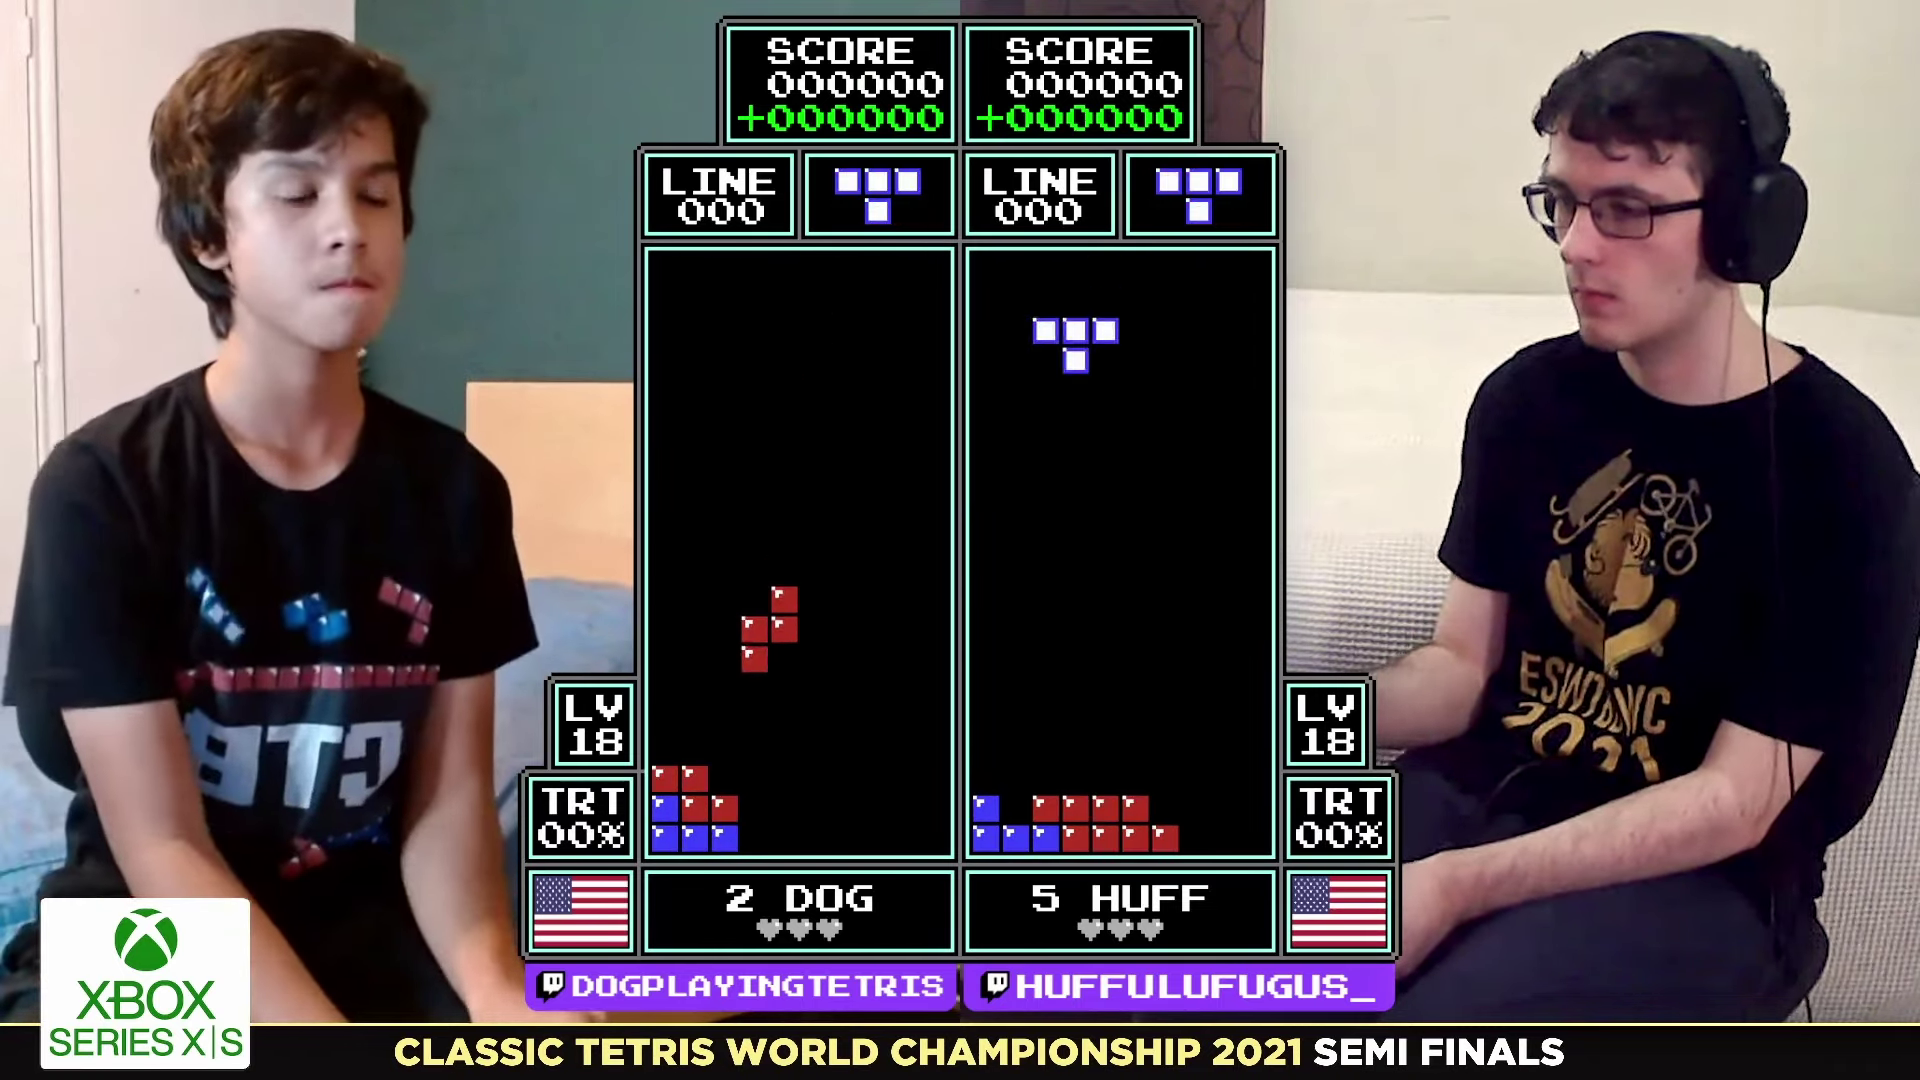 SCORE
000000
+000000
SCORE
000000
+000000
LINE
000
LINE
000
LV
18
LV
18
TRT
00%
TRT
00%
2 DOG
5 HUFF
DOGPLAYINGTETRIS
HUFFULUFUGUS_
XBOX
SERIES X|S
CLASSIC TETRIS WORLD CHAMPIONSHIP 2021 SEMI FINALS